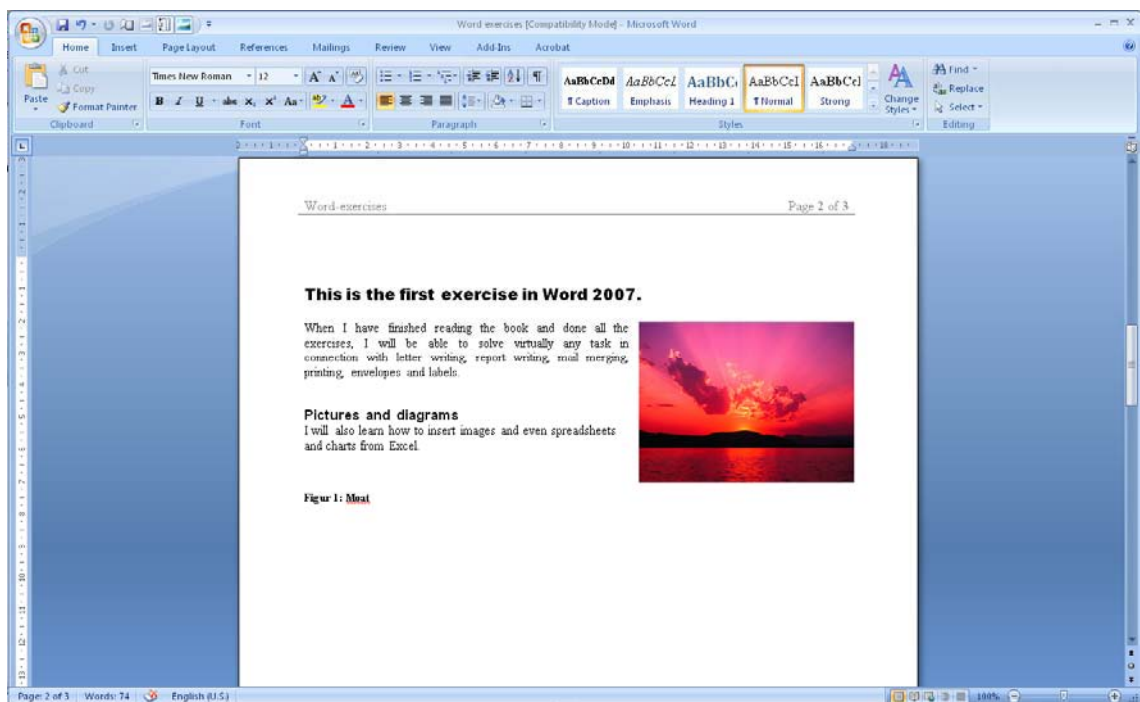 Word exercises [Compatibility Mode] - Microsoft Word
Home Insert Page Layout References Mailings Review View Add-Ins Acrobat
Paste
Cut
Copy
Format Painter
Clipboard
Times New Roman 12
Font
Paragraph
AaBbCcDd AaBbCcI AaBbC AaBbCcI AaBbCcI
¶ Caption Emphasis Heading 1 ¶ Normal Strong
Change Styles
Styles
Find
Replace
Select
Editing
Word-exercises Page 2 of 3
This is the first exercise in Word 2007.
When I have finished reading the book and done all the
exercises, I will be able to solve virtually any task in
connection with letter writing, report writing, mail merging,
printing, envelopes and labels.
Pictures and diagrams
I will also learn how to insert images and even spreadsheets
and charts from Excel.
Figur 1: Moat
Page: 2 of 3 Words: 74 English (U.S.) 100%